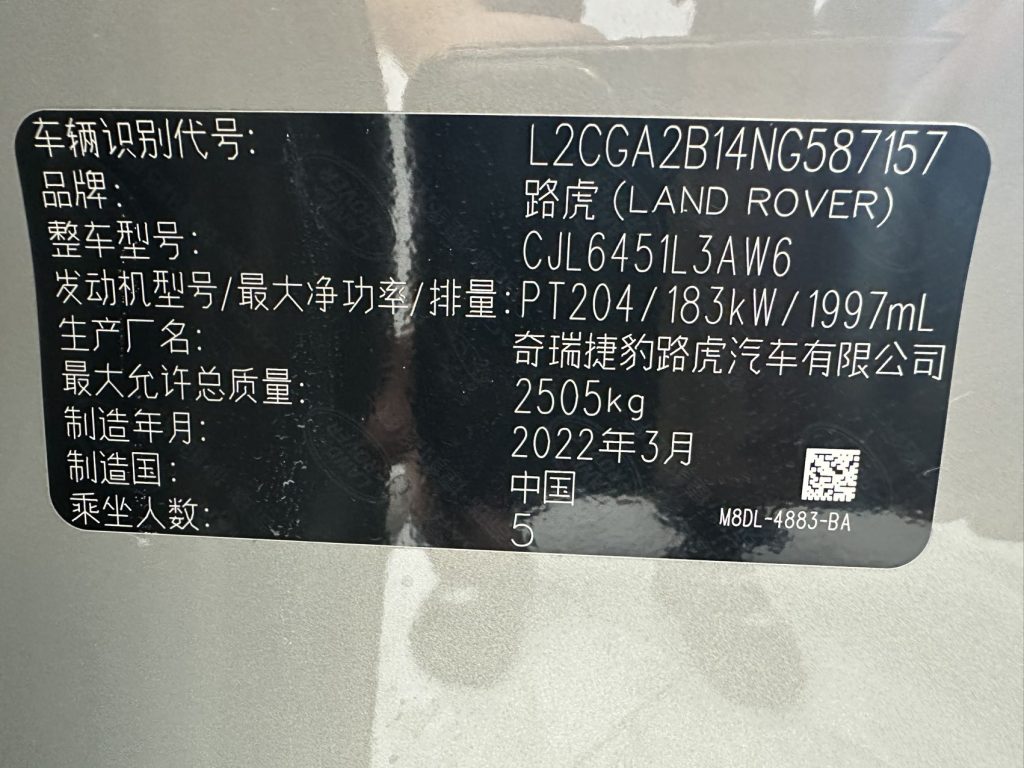 车辆识别代号: L2CGA2B14NG587157
品牌: 路虎 (LAND ROVER)
整车型号: CJL6451L3AW6
发动机型号/最大净功率/排量: PT204/183kW/1997mL
生产厂名: 奇瑞捷豹路虎汽车有限公司
最大允许总质量: 2505kg
制造年月: 2022年3月
制造国: 中国
乘坐人数: 5
M8DL-4883-BA